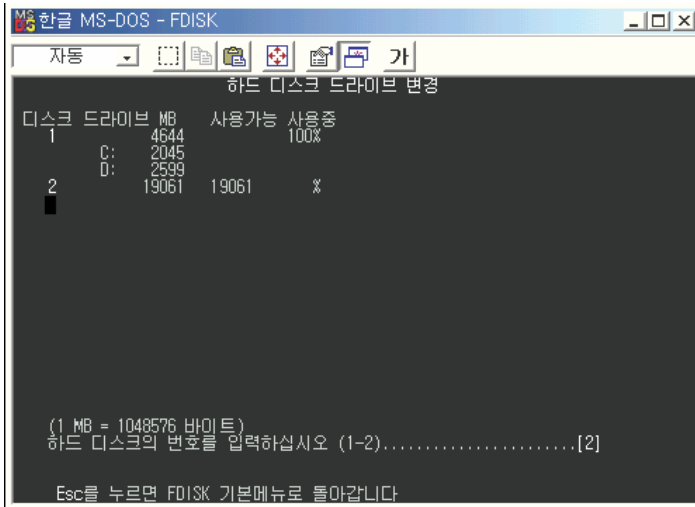 한글 MS-DOS - FDISK
자동 가
하드 디스크 드라이브 변경
디스크 드라이브 MB 사용가능 사용중
1 4644 100%
C: 2045
D: 2599
2 19061 19061 %
(1 MB = 1048576 바이트)
하드 디스크의 번호를 입력하십시오 (1-2)........................[2]
Esc를 누르면 FDISK 기본메뉴로 돌아갑니다